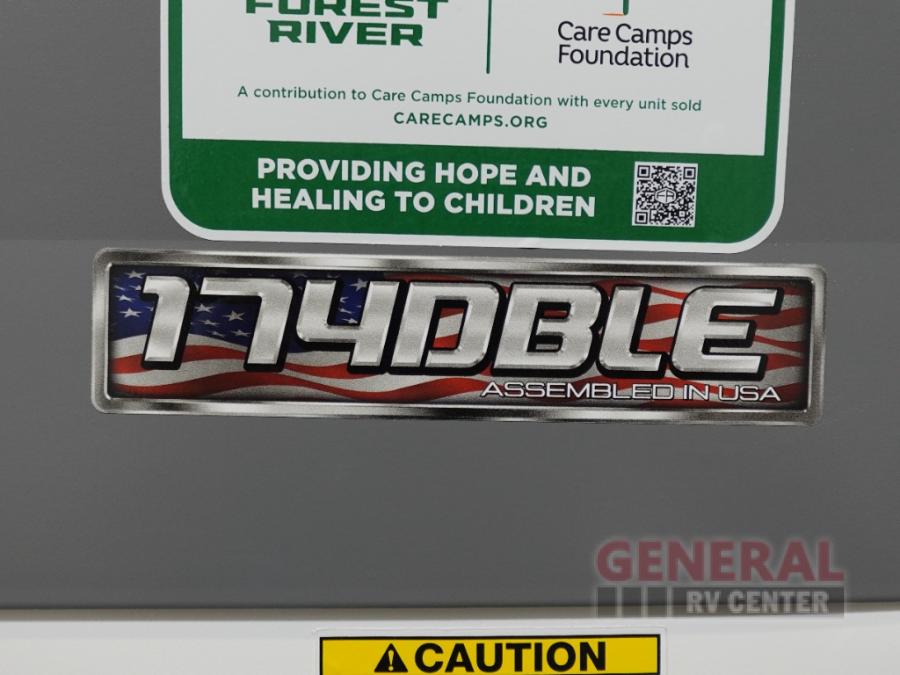 FOREST
RIVER
Care Camps
Foundation
A contribution to Care Camps Foundation with every unit sold
CARECAMPS.ORG
PROVIDING HOPE AND
HEALING TO CHILDREN
174DBLE
ASSEMBLED IN USA
GENERAL
RV CENTER
CAUTION